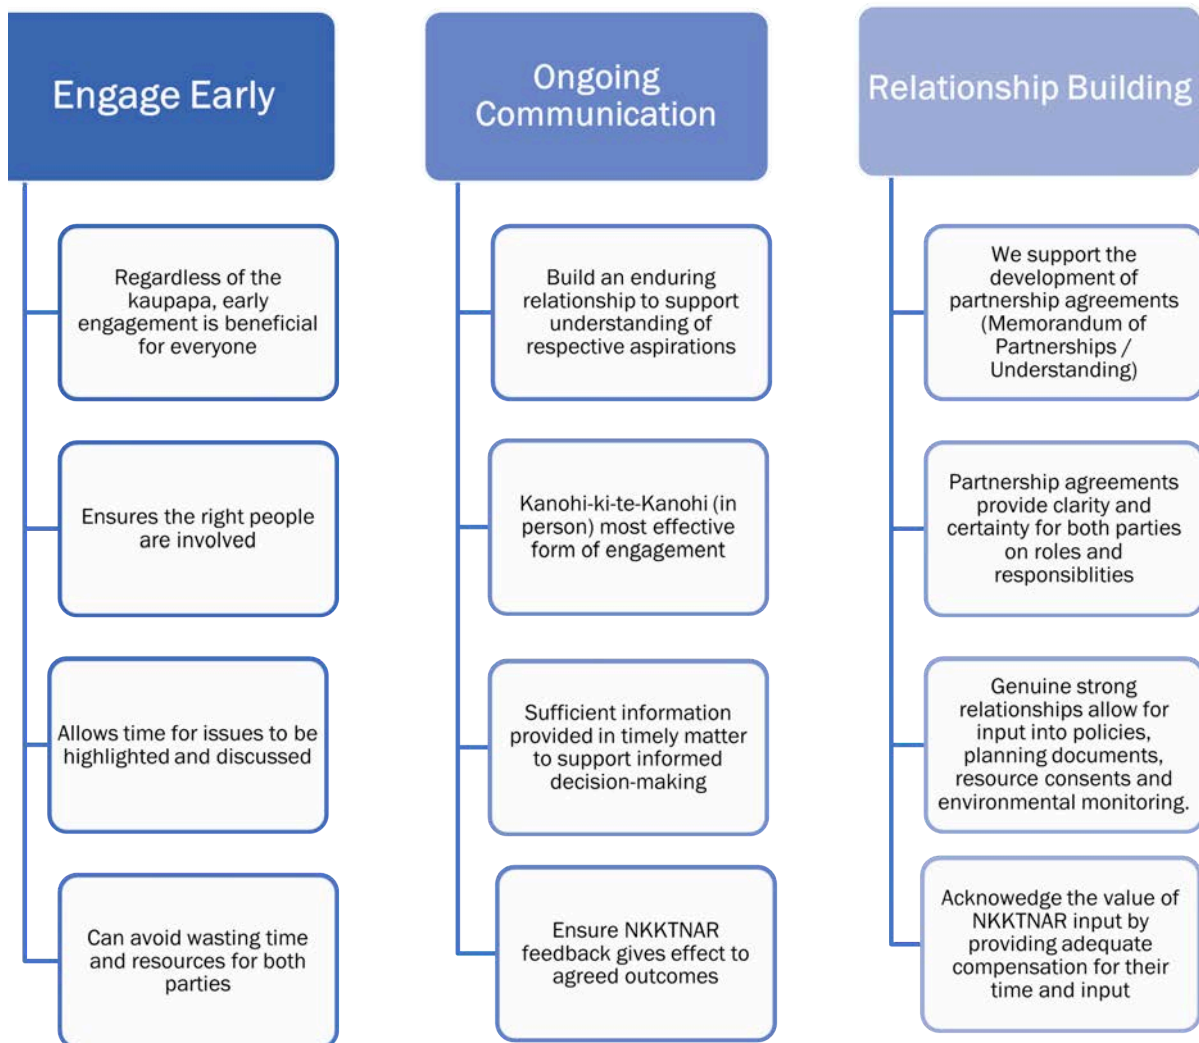 Engage Early
Regardless of the
kaupapa, early
engagement is beneficial
for everyone
Ensures the right people
are involved
Allows time for issues to be
highlighted and discussed
Can avoid wasting time
and resources for both
parties
Ongoing
Communication
Build an enduring
relationship to support
understanding of
respective aspirations
Kanohi-ki-te-Kanohi (in
person) most effective
form of engagement
Sufficient information
provided in timely matter
to support informed
decision-making
Ensure NKKTNAR
feedback gives effect to
agreed outcomes
Relationship Building
We support the
development of
partnership agreements
(Memorandum of
Partnerships /
Understanding)
Partnership agreements
provide clarity and
certainty for both parties
on roles and
responsiblities
Genuine strong
relationships allow for
input into policies,
planning documents,
resource consents and
environmental monitoring.
Acknowedge the value of
NKKTNAR input by
providing adequate
compensation for their
time and input